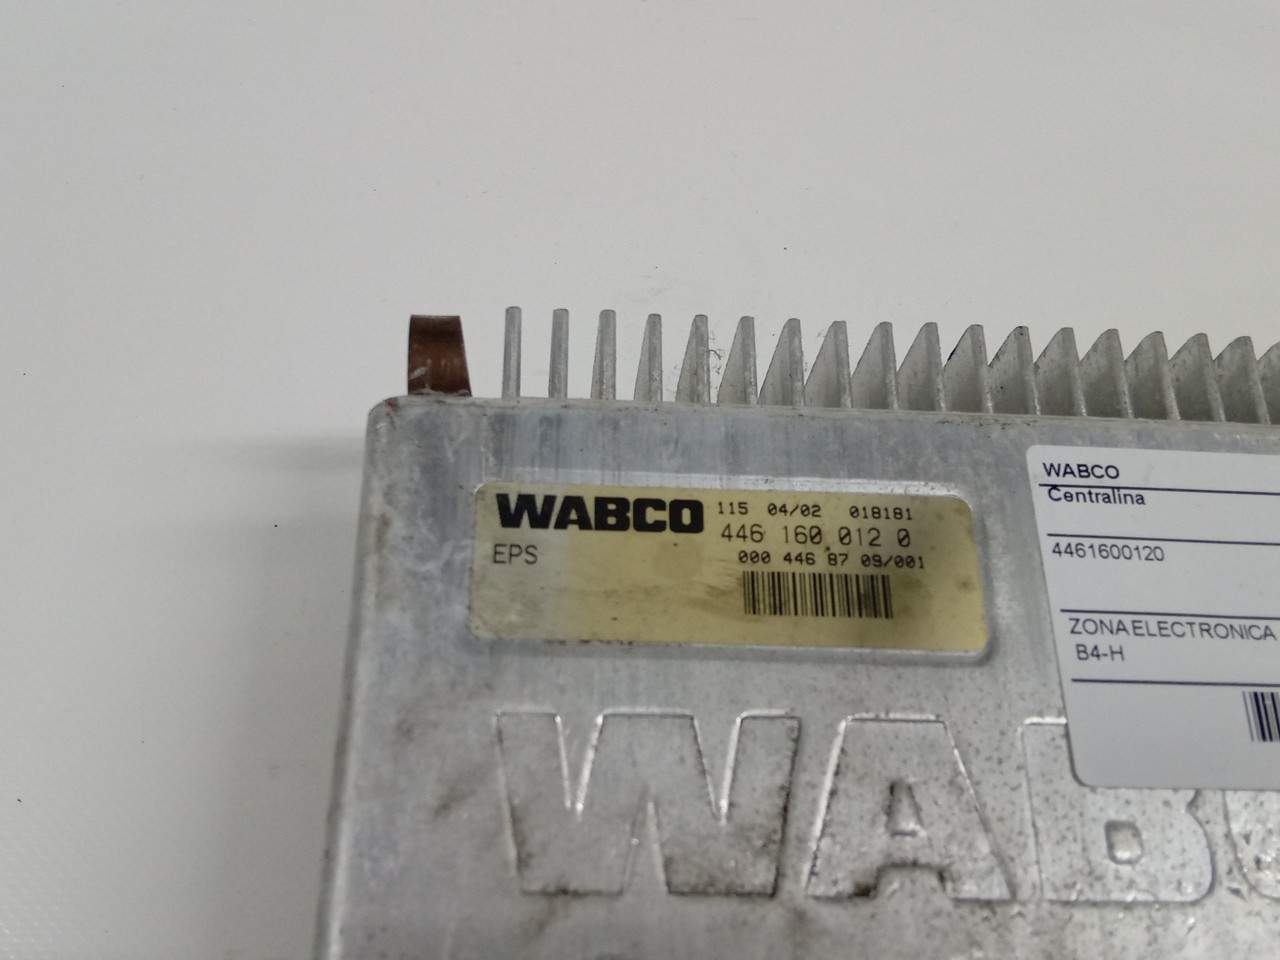 WABCO 115 04/02 018181
446 160 012 0
EPS 000 446 87 09/001
WABCO
Centralina
4461600120
ZONA ELECTRONICA
B4-H
WAB